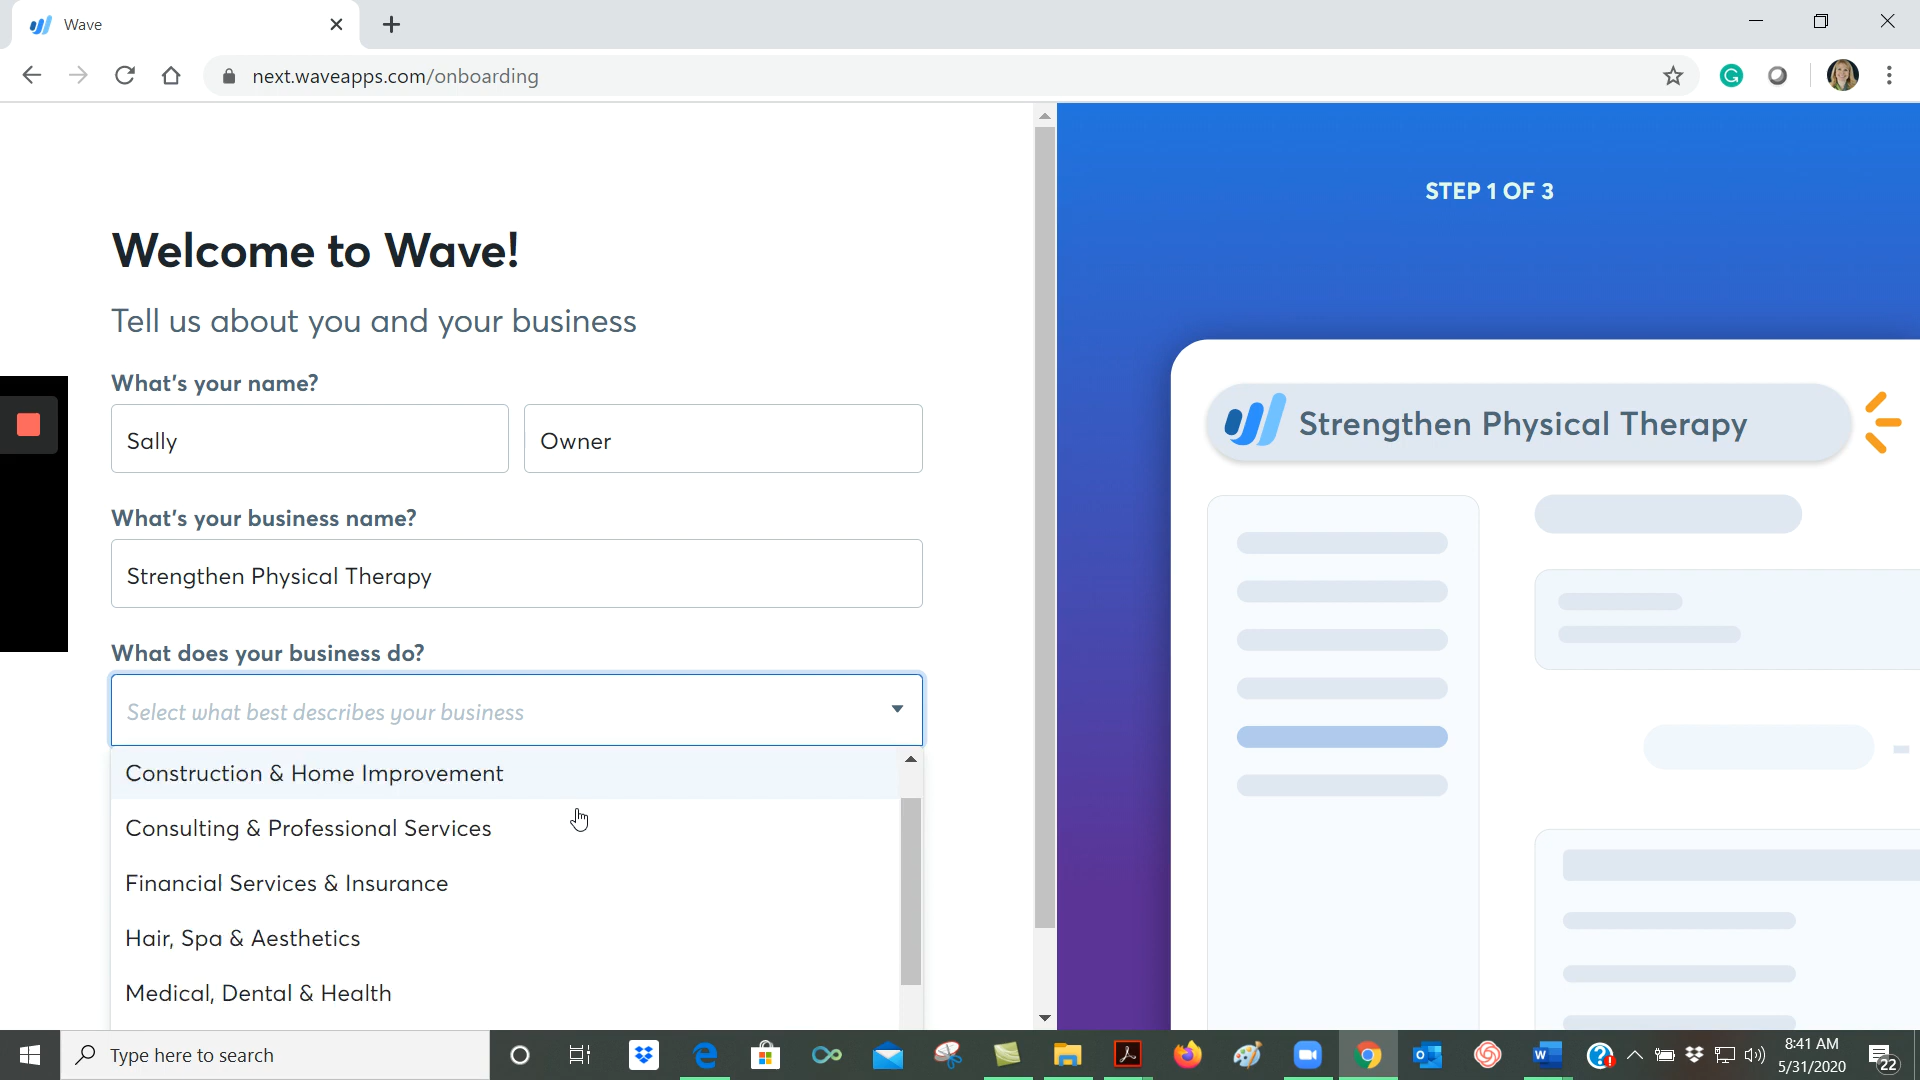 Wave
next.waveapps.com/onboarding
STEP 1 OF 3
Welcome to Wave!
Tell us about you and your business
What's your name?
Sally
Owner
What's your business name?
Strengthen Physical Therapy
What does your business do?
Select what best describes your business
Construction & Home Improvement
Consulting & Professional Services
Financial Services & Insurance
Hair, Spa & Aesthetics
Medical, Dental & Health
Strengthen Physical Therapy
Type here to search
8:41 AM
5/31/2020
22